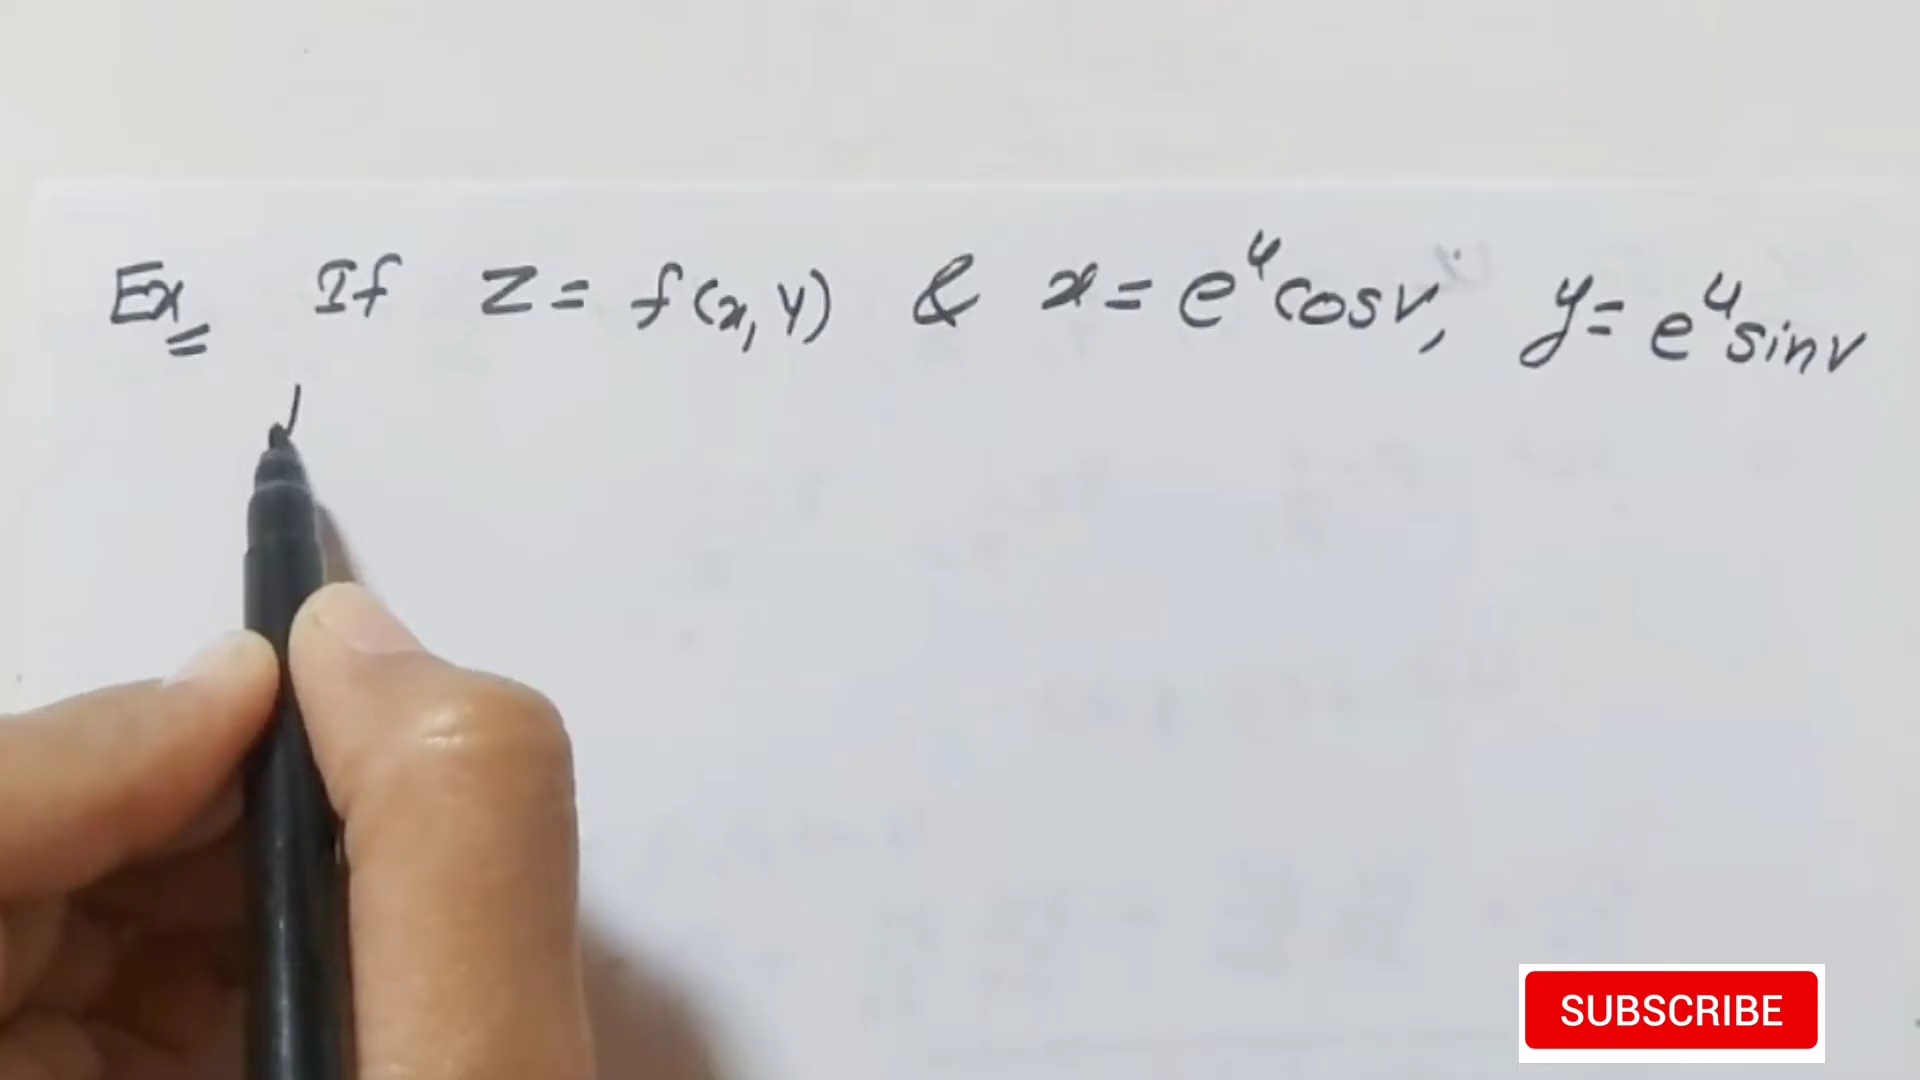 Ex If z = f(x, y) & x = e^u cos v, y = e^u sin v
SUBSCRIBE